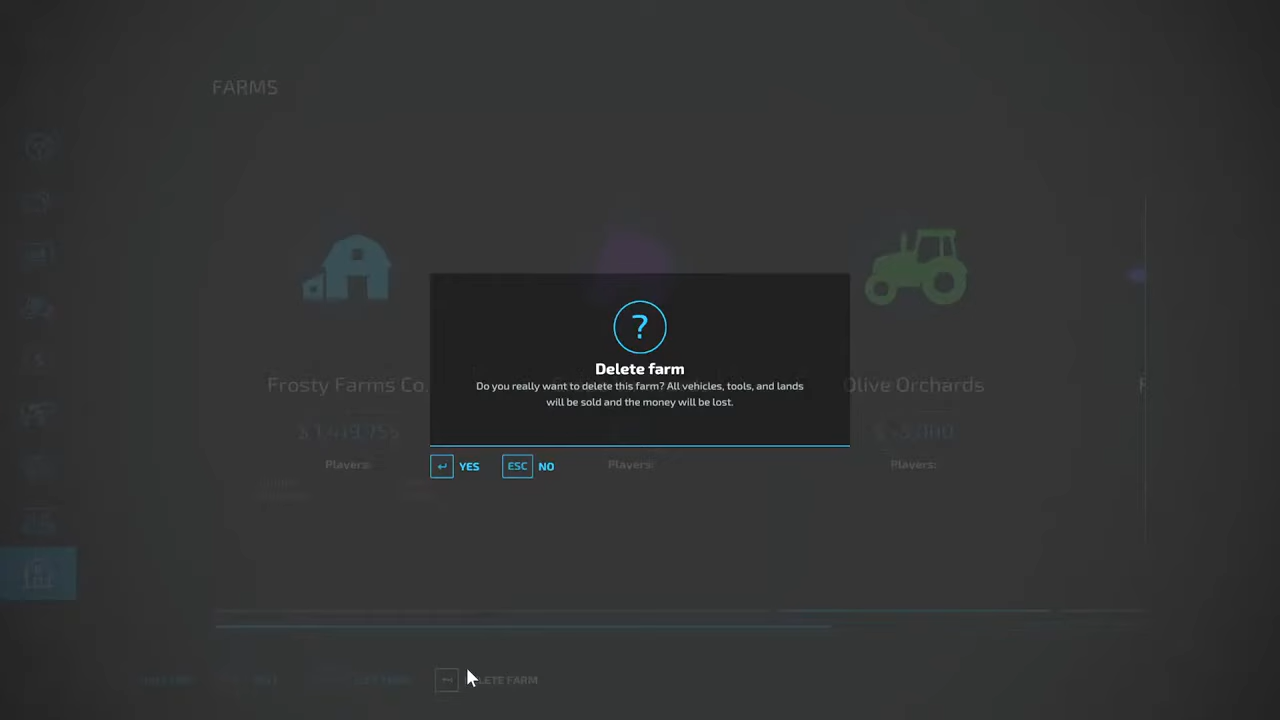 FARMS
Frosty Farms Co.
Olive Orchards
Players:
Players:
Players:
?
Delete farm
Do you really want to delete this farm? All vehicles, tools, and lands
will be sold and the money will be lost.
YES
ESC NO